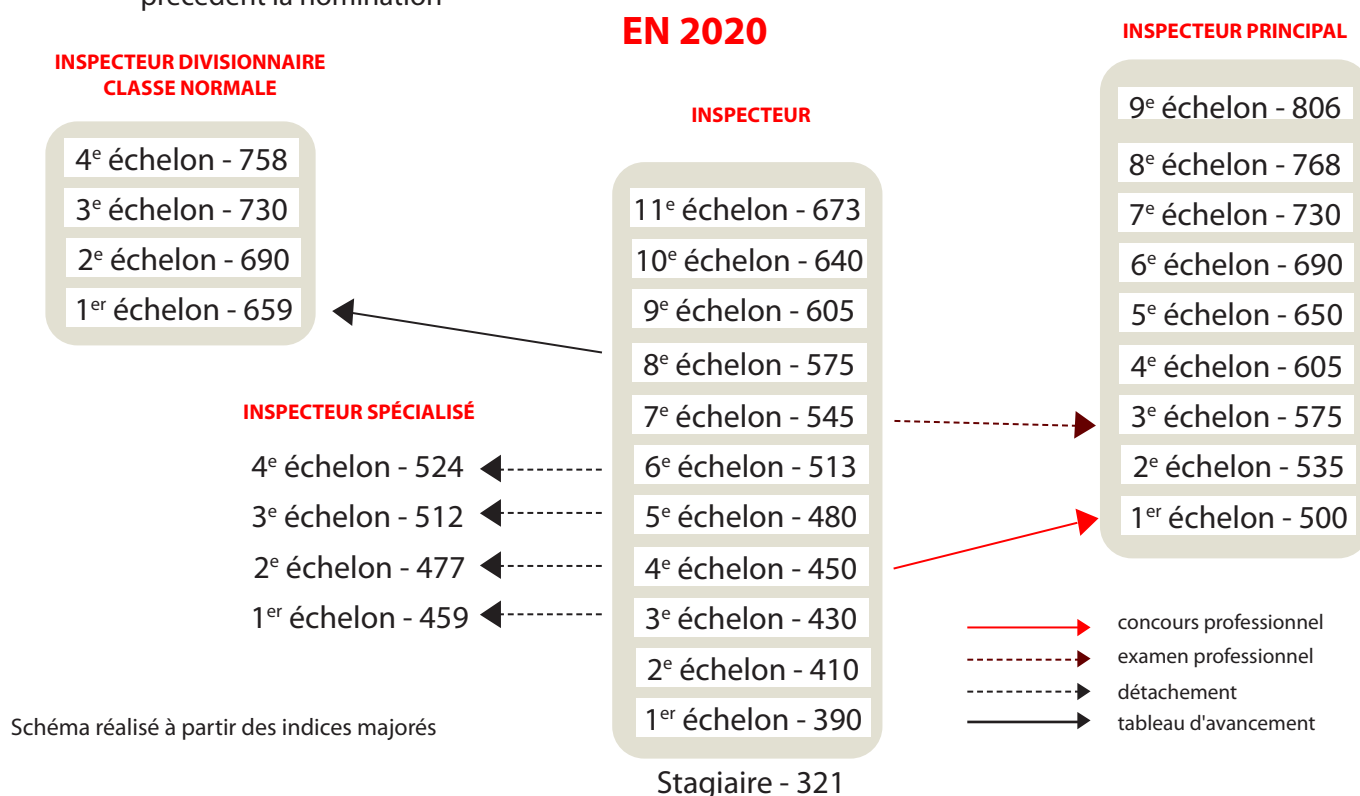 précédent la nomination
EN 2020
INSPECTEUR DIVISIONNAIRE
CLASSE NORMALE
4e échelon - 758
3e échelon - 730
2e échelon - 690
1er échelon - 659
INSPECTEUR SPÉCIALISÉ
4e échelon - 524
3e échelon - 512
2e échelon - 477
1er échelon - 459
INSPECTEUR
11e échelon - 673
10e échelon - 640
9e échelon - 605
8e échelon - 575
7e échelon - 545
6e échelon - 513
5e échelon - 480
4e échelon - 450
3e échelon - 430
2e échelon - 410
1er échelon - 390
Stagiaire - 321
INSPECTEUR PRINCIPAL
9e échelon - 806
8e échelon - 768
7e échelon - 730
6e échelon - 690
5e échelon - 650
4e échelon - 605
3e échelon - 575
2e échelon - 535
1er échelon - 500
concours professionnel
examen professionnel
détachement
tableau d'avancement
Schéma réalisé à partir des indices majorés